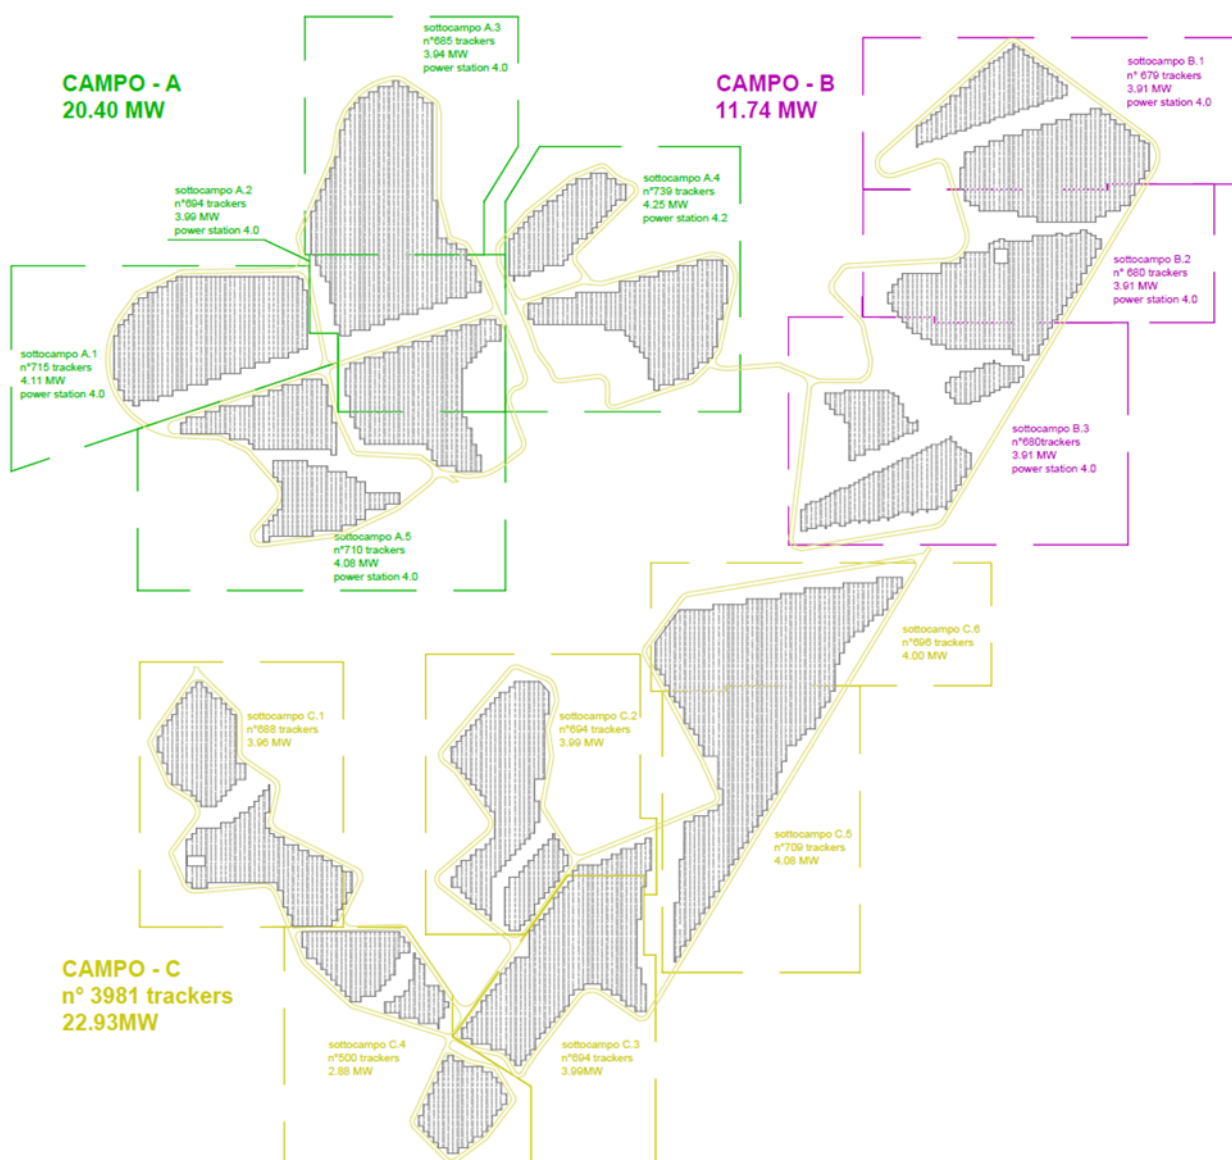 CAMPO - A
20.40 MW
sottocampo A.3
n°685 trackers
3.94 MW
power station 4.0
CAMPO - B
11.74 MW
sottocampo B.1
n° 679 trackers
3.91 MW
power station 4.0
sottocampo A.2
n°694 trackers
3.99 MW
power station 4.0
sottocampo A.4
n°739 trackers
4.25 MW
power station 4.2
sottocampo B.2
n° 680 trackers
3.91 MW
power station 4.0
sottocampo A.1
n°715 trackers
4.11 MW
power station 4.0
sottocampo B.3
n°680trackers
3.91 MW
power station 4.0
sottocampo A.5
n°710 trackers
4.08 MW
power station 4.0
sottocampo C.6
n°696 trackers
4.00 MW
sottocampo C.1
n°688 trackers
3.96 MW
sottocampo C.2
n°694 trackers
3.99 MW
sottocampo C.5
n°709 trackers
4.08 MW
CAMPO - C
n° 3981 trackers
22.93MW
sottocampo C.4
n°500 trackers
2.88 MW
sottocampo C.3
n°694 trackers
3.99MW